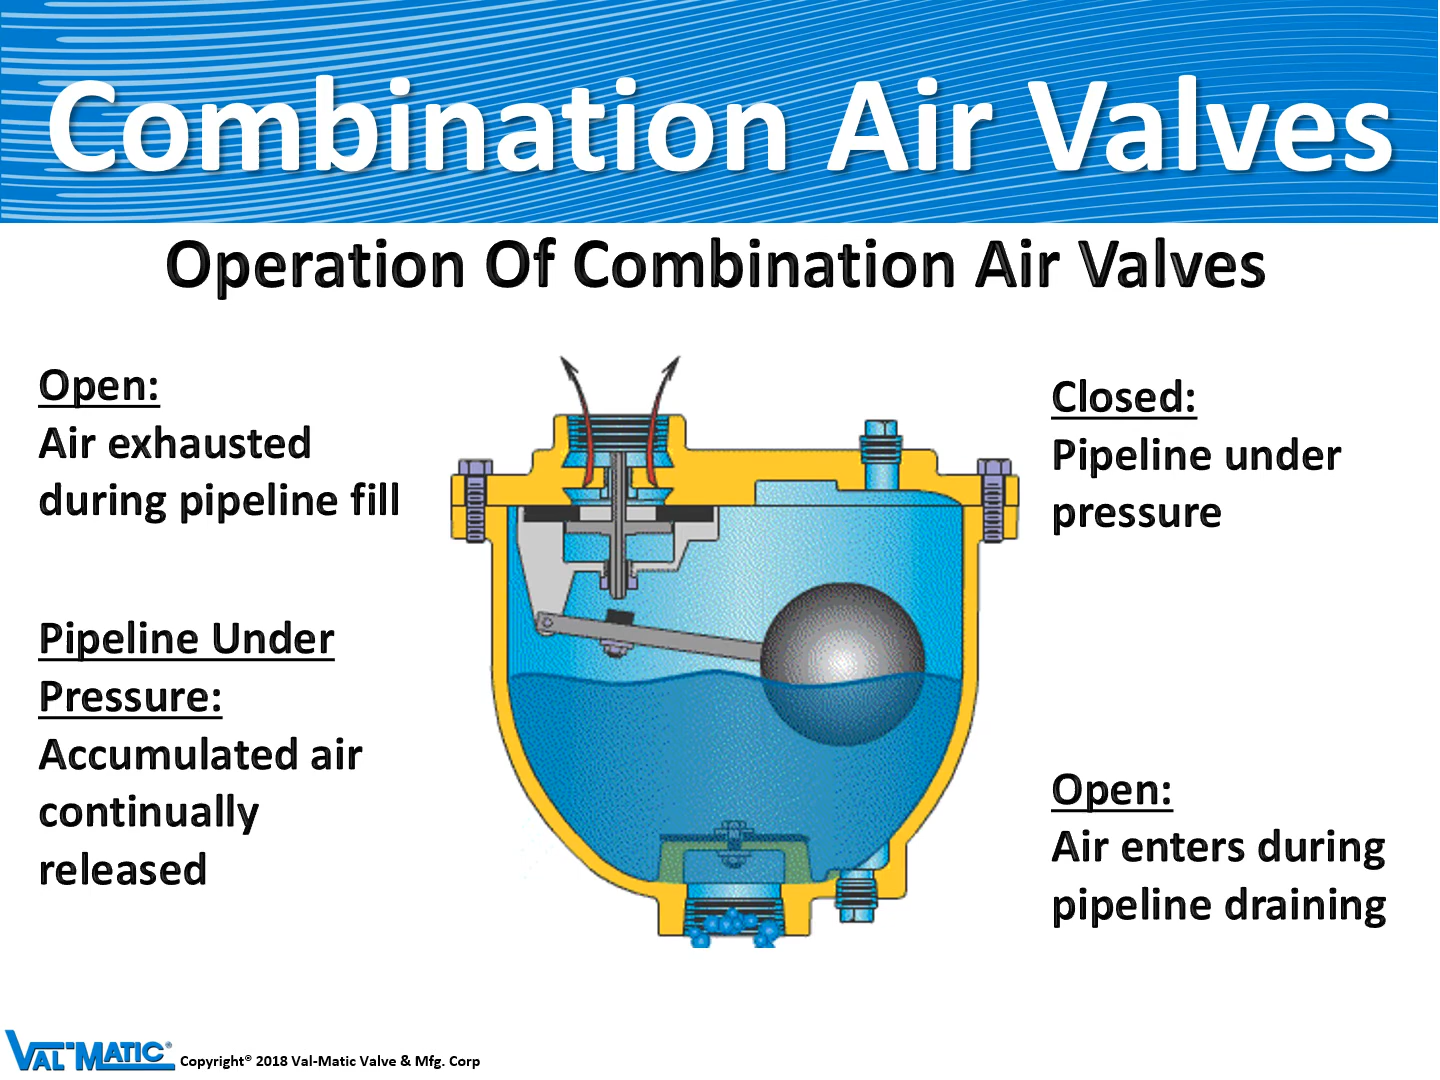 Combination Air Valves
Operation Of Combination Air Valves
Open:
Air exhausted
during pipeline fill
Pipeline Under
Pressure:
Accumulated air
continually
released
Closed:
Pipeline under
pressure
Open:
Air enters during
pipeline draining
VAL-MATIC®
Copyright© 2018 Val-Matic Valve & Mfg. Corp